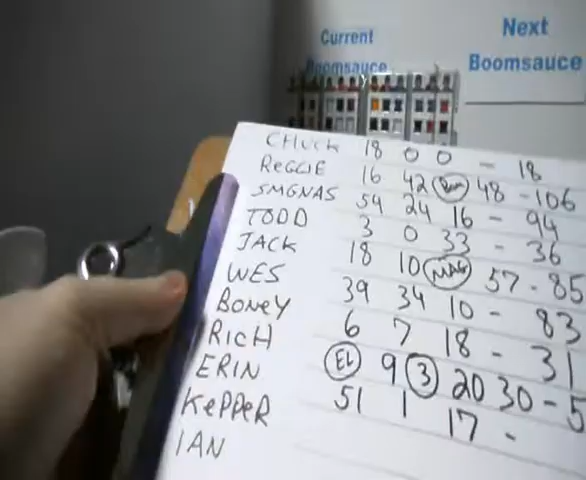 Current Boomsauce
Next Boomsauce
CHUCK 18 0 0 - 18
REGGIE 16 42 48 - 106
SMGNAS 54 24 16 - 94
TODD 3 0 33 - 36
JACK 18 10 MAG 57 - 85
WES 39 34 10 - 83
BONEY 6 7 18 - 31
RICH EL 9 3 20 30 - 5
ERIN 51 1 17 -
KEPPER
IAN